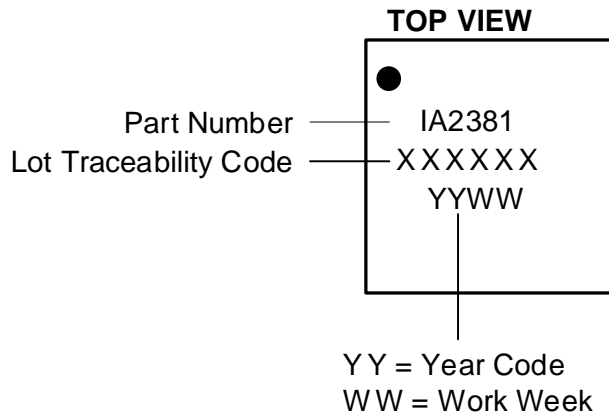 TOP VIEW
Part Number
IA2381
Lot Traceability Code
XXXXXX
YYWW
YY = Year Code
WW = Work Week